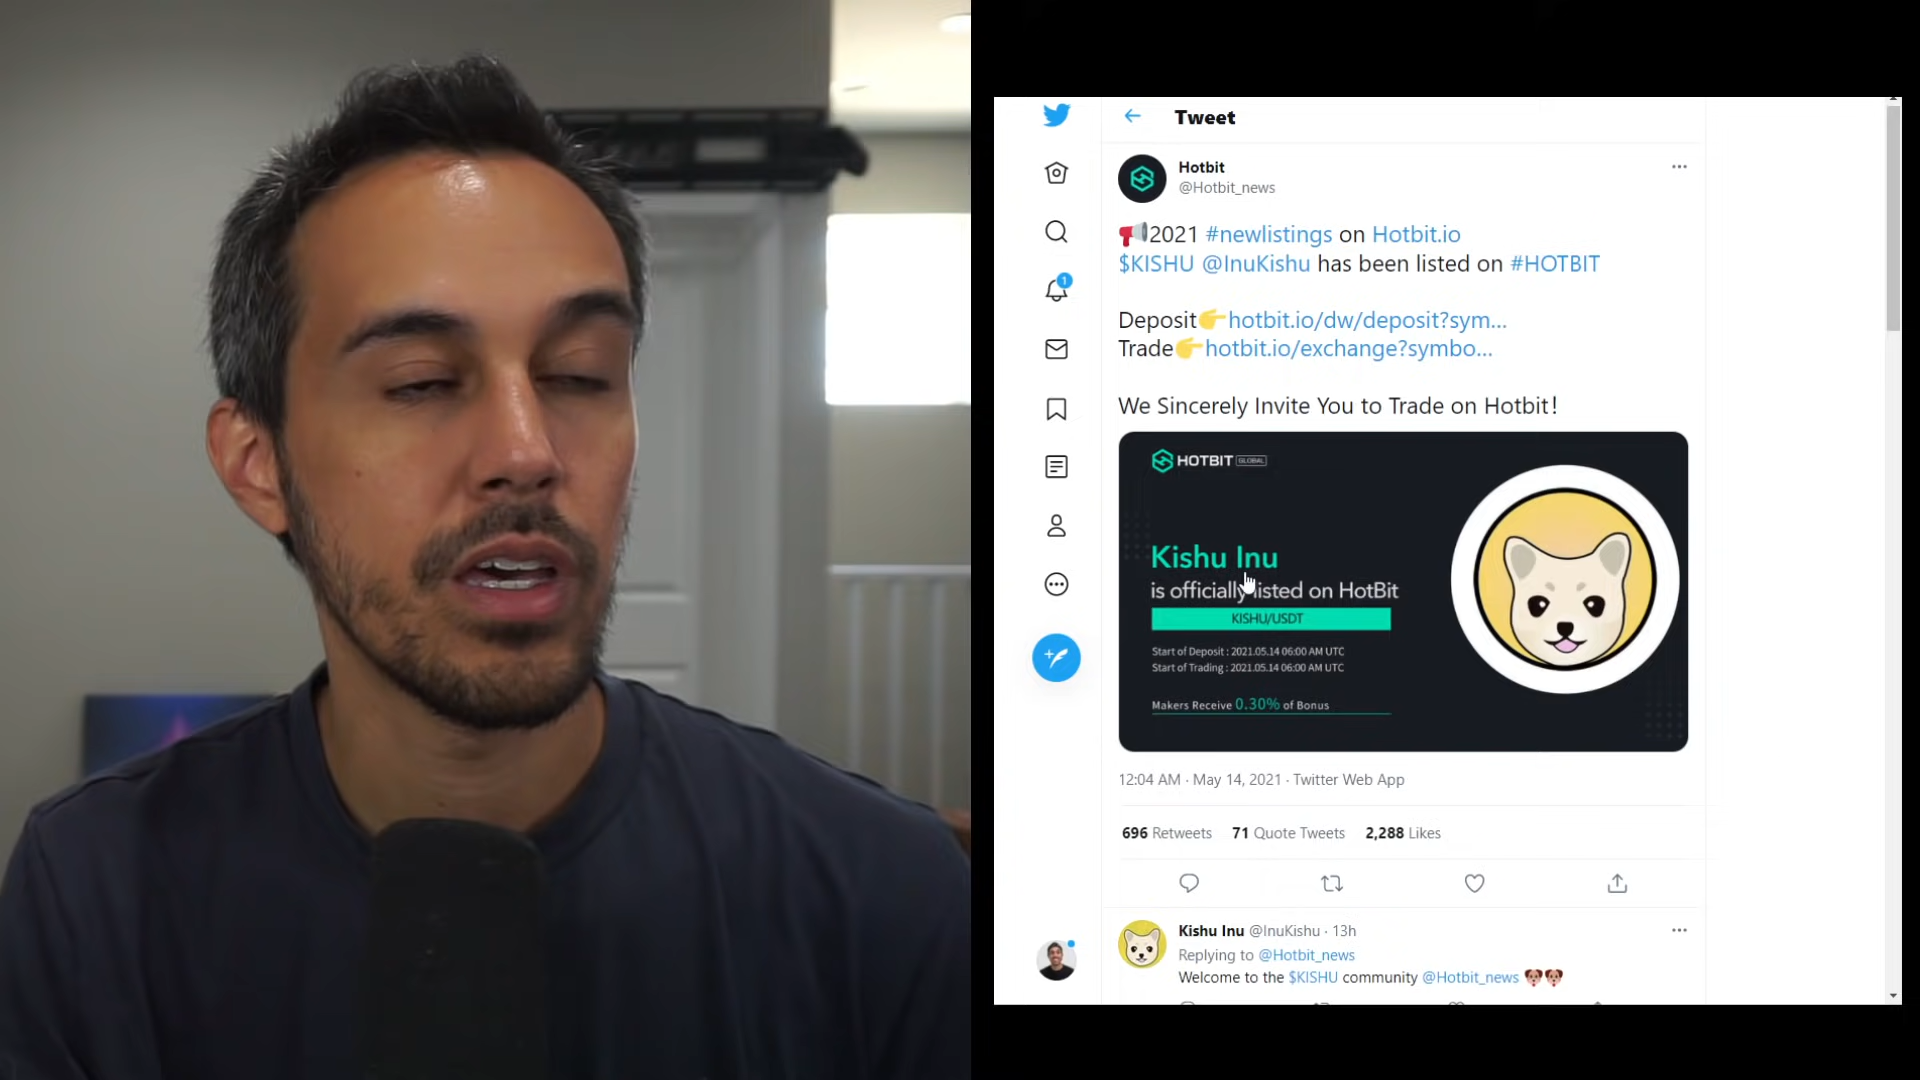 Tweet
Hotbit
@Hotbit_news
2021 #newlistings on Hotbit.io
$KISHU @InuKishu has been listed on #HOTBIT
Deposit👉hotbit.io/dw/deposit?sym...
Trade👉hotbit.io/exchange?symbo...
We Sincerely Invite You to Trade on Hotbit!
HOTBIT GLOBAL
Kishu Inu
is officially listed on HotBit
KISHU/USDT
Start of Deposit : 2021.05.14 06:00 AM UTC
Start of Trading : 2021.05.14 06:00 AM UTC
Makers Receive 0.30% of Bonus
12:04 AM · May 14, 2021 · Twitter Web App
696 Retweets 71 Quote Tweets 2,288 Likes
Kishu Inu @InuKishu · 13h
Replying to @Hotbit_news
Welcome to the $KISHU community @Hotbit_news 🐶🐶
1